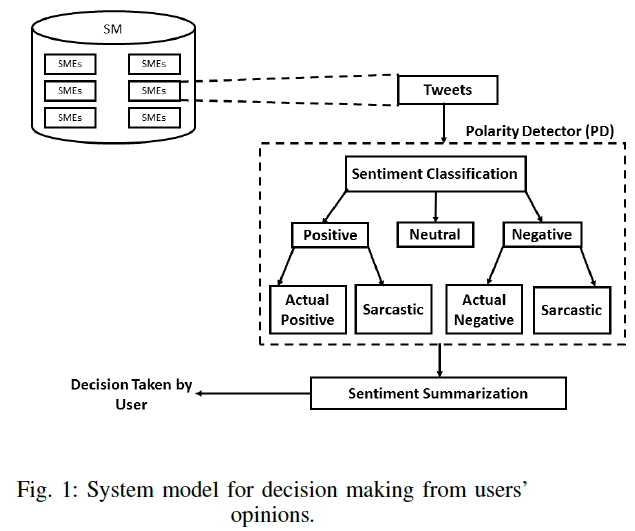 SM
SMEs SMEs
SMEs SMEs
SMEs SMEs
Tweets
Polarity Detector (PD)
Sentiment Classification
Positive
Neutral
Negative
Actual
Positive
Sarcastic
Actual
Negative
Sarcastic
Sentiment Summarization
Decision Taken by
User
Fig. 1: System model for decision making from users’
opinions.